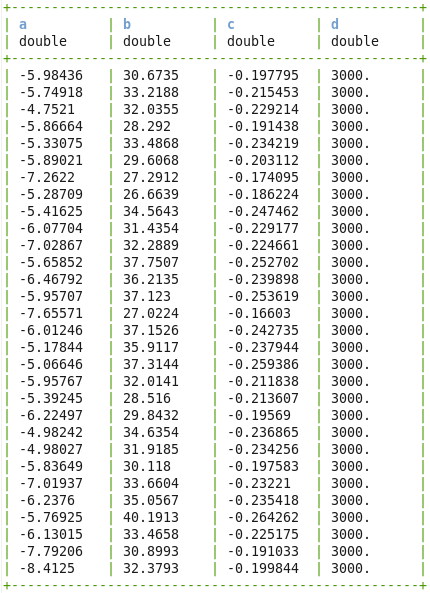 +---------------------------------------------------+
| a | b | c | d |
| double | double | double | double |
+---------------------------------------------------+
| -5.98436 | 30.6735 | -0.197795 | 3000. |
| -5.74918 | 33.2188 | -0.215453 | 3000. |
| -4.7521 | 32.0355 | -0.229214 | 3000. |
| -5.86664 | 28.292 | -0.191438 | 3000. |
| -5.33075 | 33.4868 | -0.234219 | 3000. |
| -5.89021 | 29.6068 | -0.203112 | 3000. |
| -7.2622 | 27.2912 | -0.174095 | 3000. |
| -5.28709 | 26.6639 | -0.186224 | 3000. |
| -5.41625 | 34.5643 | -0.247462 | 3000. |
| -6.07704 | 31.4354 | -0.229177 | 3000. |
| -7.02867 | 32.2889 | -0.224661 | 3000. |
| -5.65852 | 37.7507 | -0.252702 | 3000. |
| -6.46792 | 36.2135 | -0.239898 | 3000. |
| -5.95707 | 37.123 | -0.253619 | 3000. |
| -7.65571 | 27.0224 | -0.16603 | 3000. |
| -6.01246 | 37.1526 | -0.242735 | 3000. |
| -5.17844 | 35.9117 | -0.237944 | 3000. |
| -5.06646 | 37.3144 | -0.259386 | 3000. |
| -5.95767 | 32.0141 | -0.211838 | 3000. |
| -5.39245 | 28.516 | -0.213607 | 3000. |
| -6.22497 | 29.8432 | -0.19569 | 3000. |
| -4.98242 | 34.6354 | -0.236865 | 3000. |
| -4.98027 | 31.9185 | -0.234256 | 3000. |
| -5.83649 | 30.118 | -0.197583 | 3000. |
| -7.01937 | 33.6604 | -0.23221 | 3000. |
| -6.2376 | 35.0567 | -0.235418 | 3000. |
| -5.76925 | 40.1913 | -0.264262 | 3000. |
| -6.13015 | 33.4658 | -0.225175 | 3000. |
| -7.79206 | 30.8993 | -0.191033 | 3000. |
| -8.4125 | 32.3793 | -0.199844 | 3000. |
+---------------------------------------------------+